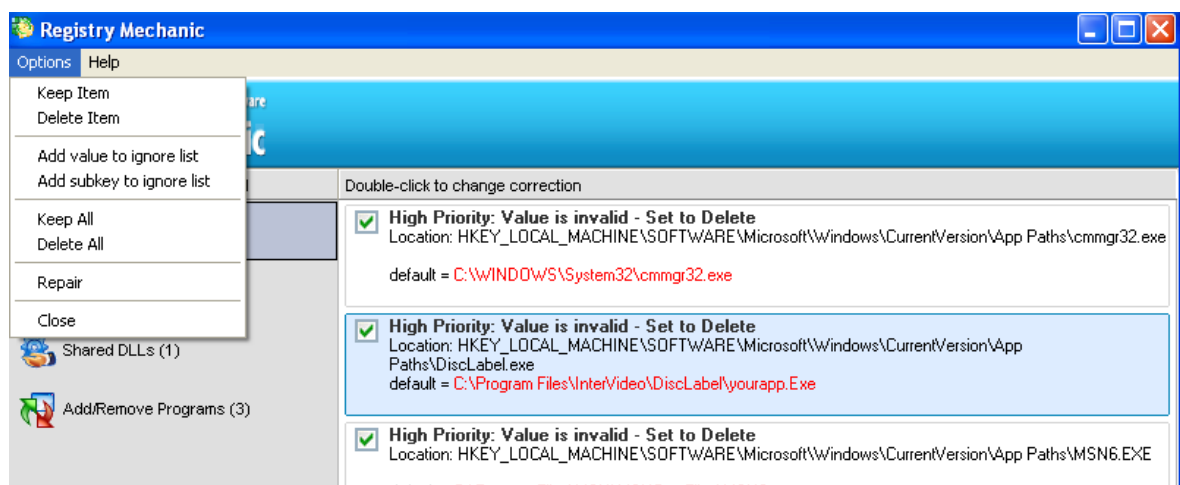 Registry Mechanic
Options Help
Keep Item
Delete Item
Add value to ignore list
Add subkey to ignore list
Keep All
Delete All
Repair
Close
Shared DLLs (1)
Add/Remove Programs (3)
Double-click to change correction
High Priority: Value is invalid - Set to Delete
Location: HKEY_LOCAL_MACHINE\SOFTWARE\Microsoft\Windows\CurrentVersion\App Paths\cmmgr32.exe
default = C:\WINDOWS\System32\cmmgr32.exe
High Priority: Value is invalid - Set to Delete
Location: HKEY_LOCAL_MACHINE\SOFTWARE\Microsoft\Windows\CurrentVersion\App
Paths\DiscLabel.exe
default = C:\Program Files\InterVideo\DiscLabel\yourapp.Exe
High Priority: Value is invalid - Set to Delete
Location: HKEY_LOCAL_MACHINE\SOFTWARE\Microsoft\Windows\CurrentVersion\App Paths\MSN6.EXE